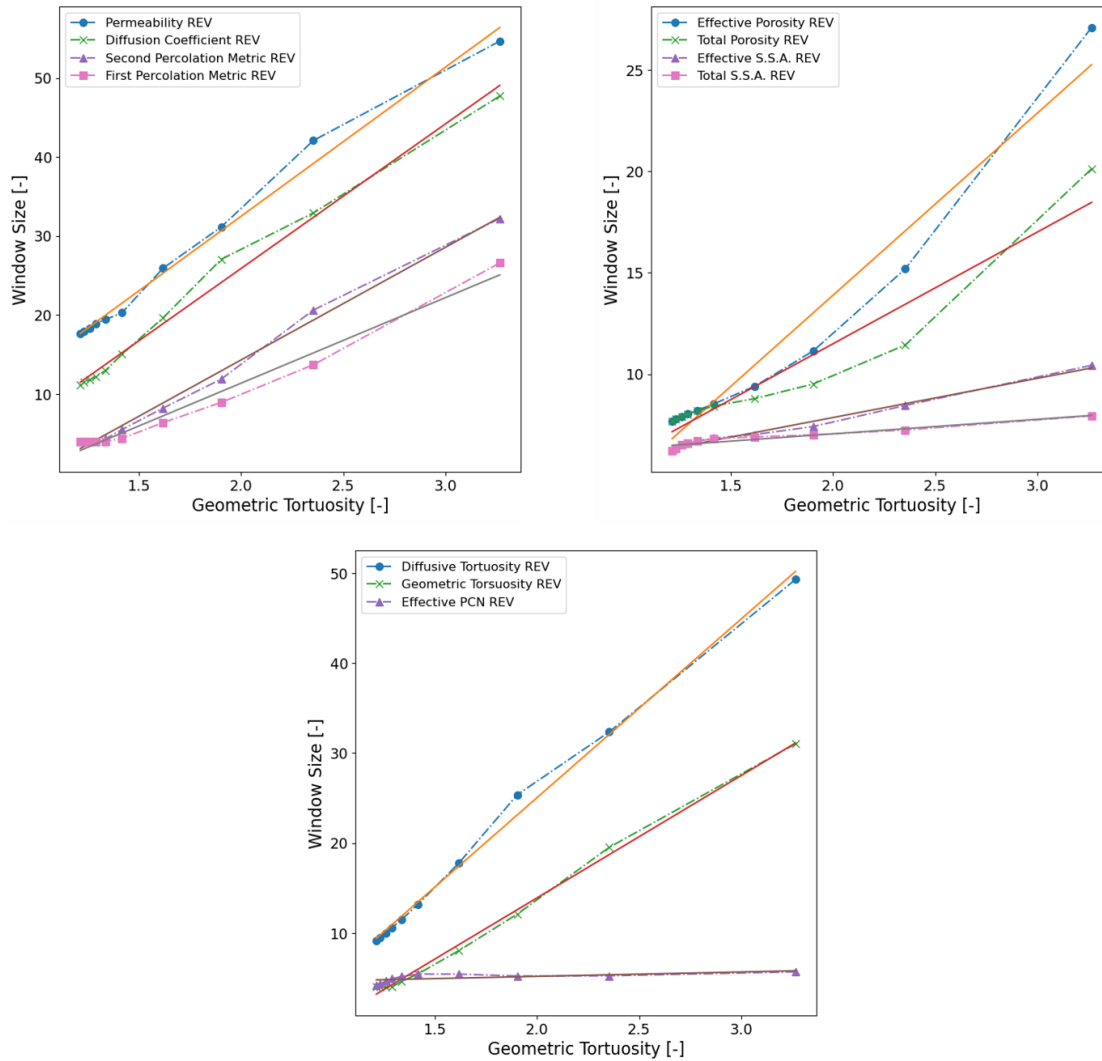 Permeability REV
Diffusion Coefficient REV
Second Percolation Metric REV
First Percolation Metric REV
50
40
30
20
10
Window Size [-]
1.5 2.0 2.5 3.0
Geometric Tortuosity [-]
Effective Porosity REV
Total Porosity REV
Effective S.S.A. REV
Total S.S.A. REV
25
20
15
10
Window Size [-]
1.5 2.0 2.5 3.0
Geometric Tortuosity [-]
Diffusive Tortuosity REV
Geometric Torsuosity REV
Effective PCN REV
50
40
30
20
10
Window Size [-]
1.5 2.0 2.5 3.0
Geometric Tortuosity [-]